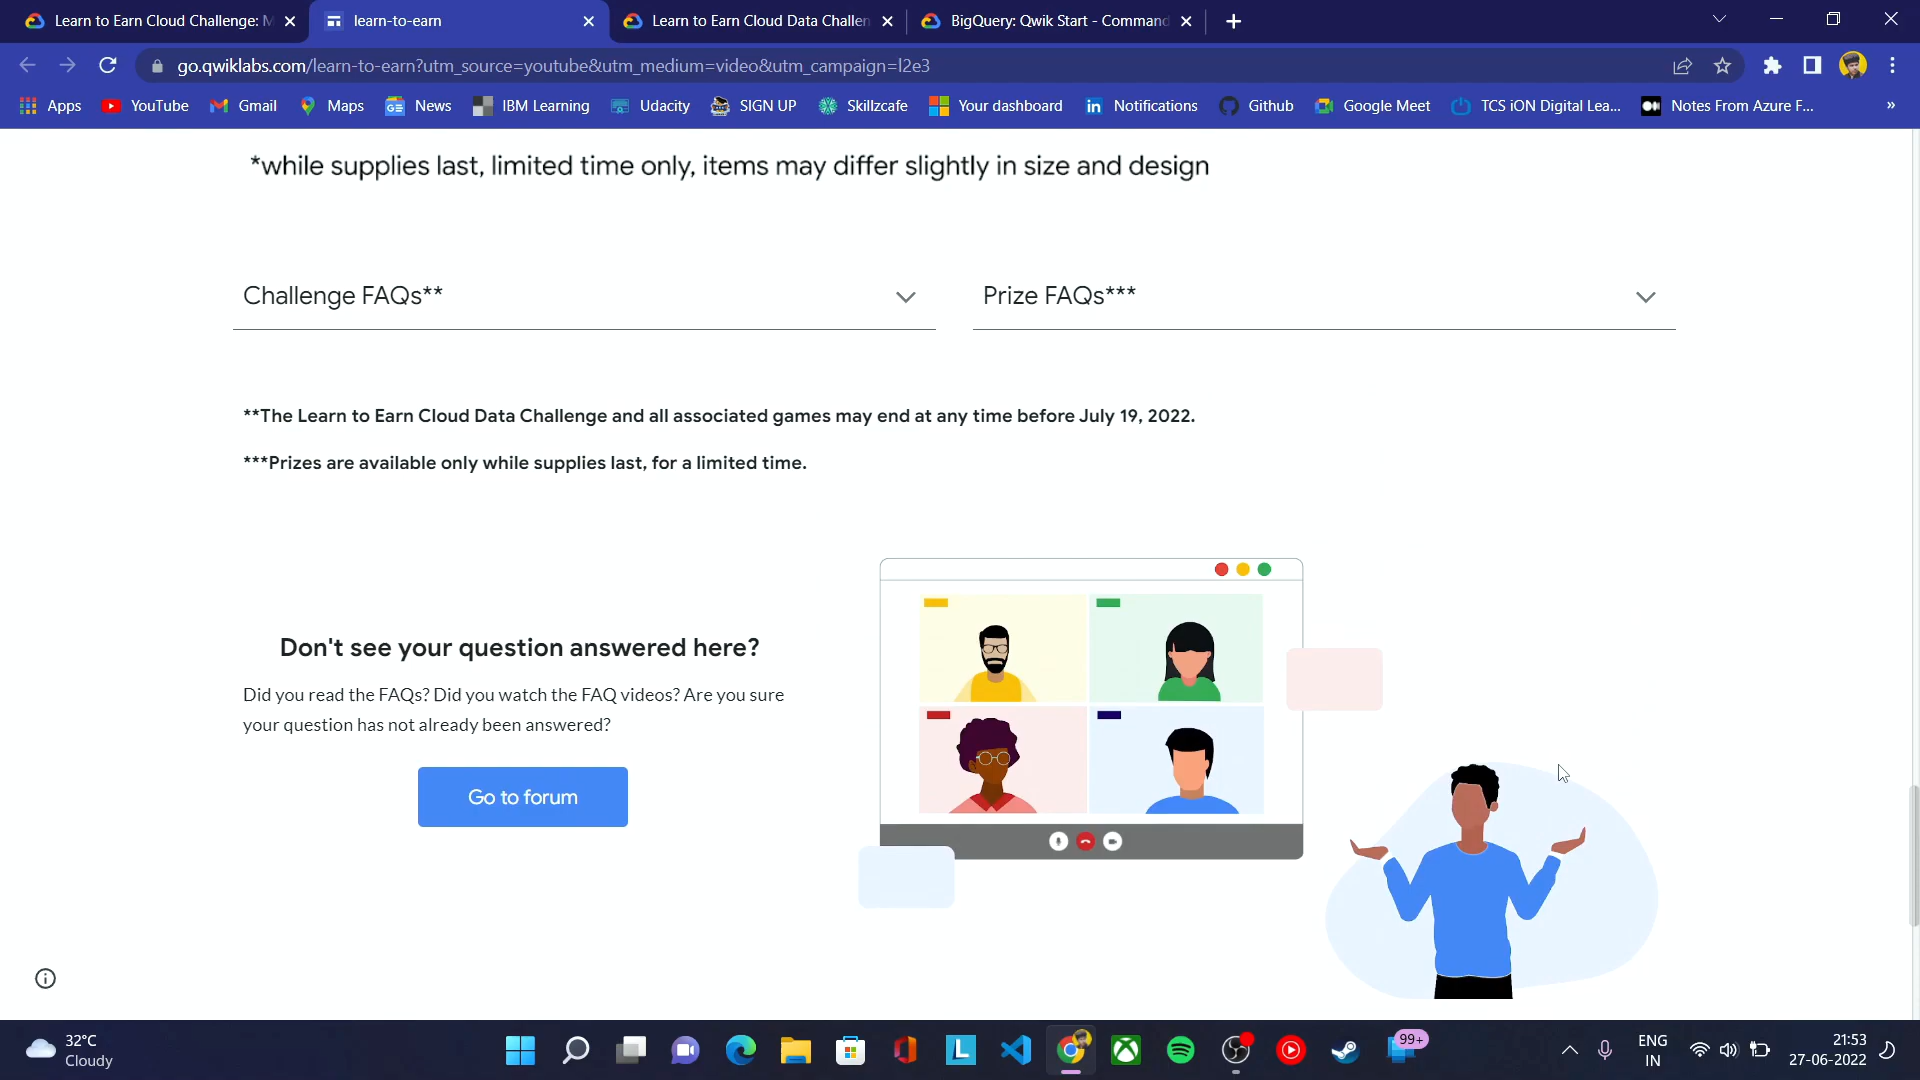 Learn to Earn Cloud Challenge: M
learn-to-earn
Learn to Earn Cloud Data Challen
BigQuery: Qwik Start - Command
go.qwiklabs.com/learn-to-earn?utm_source=youtube&utm_medium=video&utm_campaign=l2e3
Apps
YouTube
Gmail
Maps
News
IBM Learning
Udacity
SIGN UP
Skillzcafe
Your dashboard
Notifications
Github
Google Meet
TCS iON Digital Lea...
Notes From Azure F...
»
*while supplies last, limited time only, items may differ slightly in size and design
Challenge FAQs**
Prize FAQs***
**The Learn to Earn Cloud Data Challenge and all associated games may end at any time before July 19, 2022.
***Prizes are available only while supplies last, for a limited time.
Don't see your question answered here?
Did you read the FAQs? Did you watch the FAQ videos? Are you sure
your question has not already been answered?
Go to forum
32°C
Cloudy
99+
ENG
IN
21:53
27-06-2022